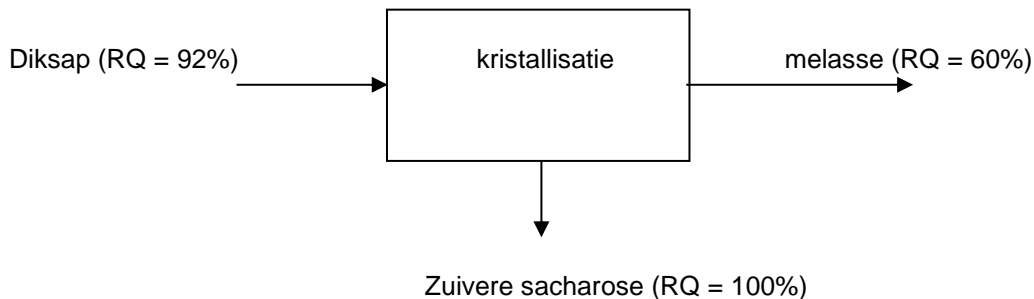 Diksap (RQ = 92%)
kristallisatie
melasse (RQ = 60%)
Zuivere sacharose (RQ = 100%)